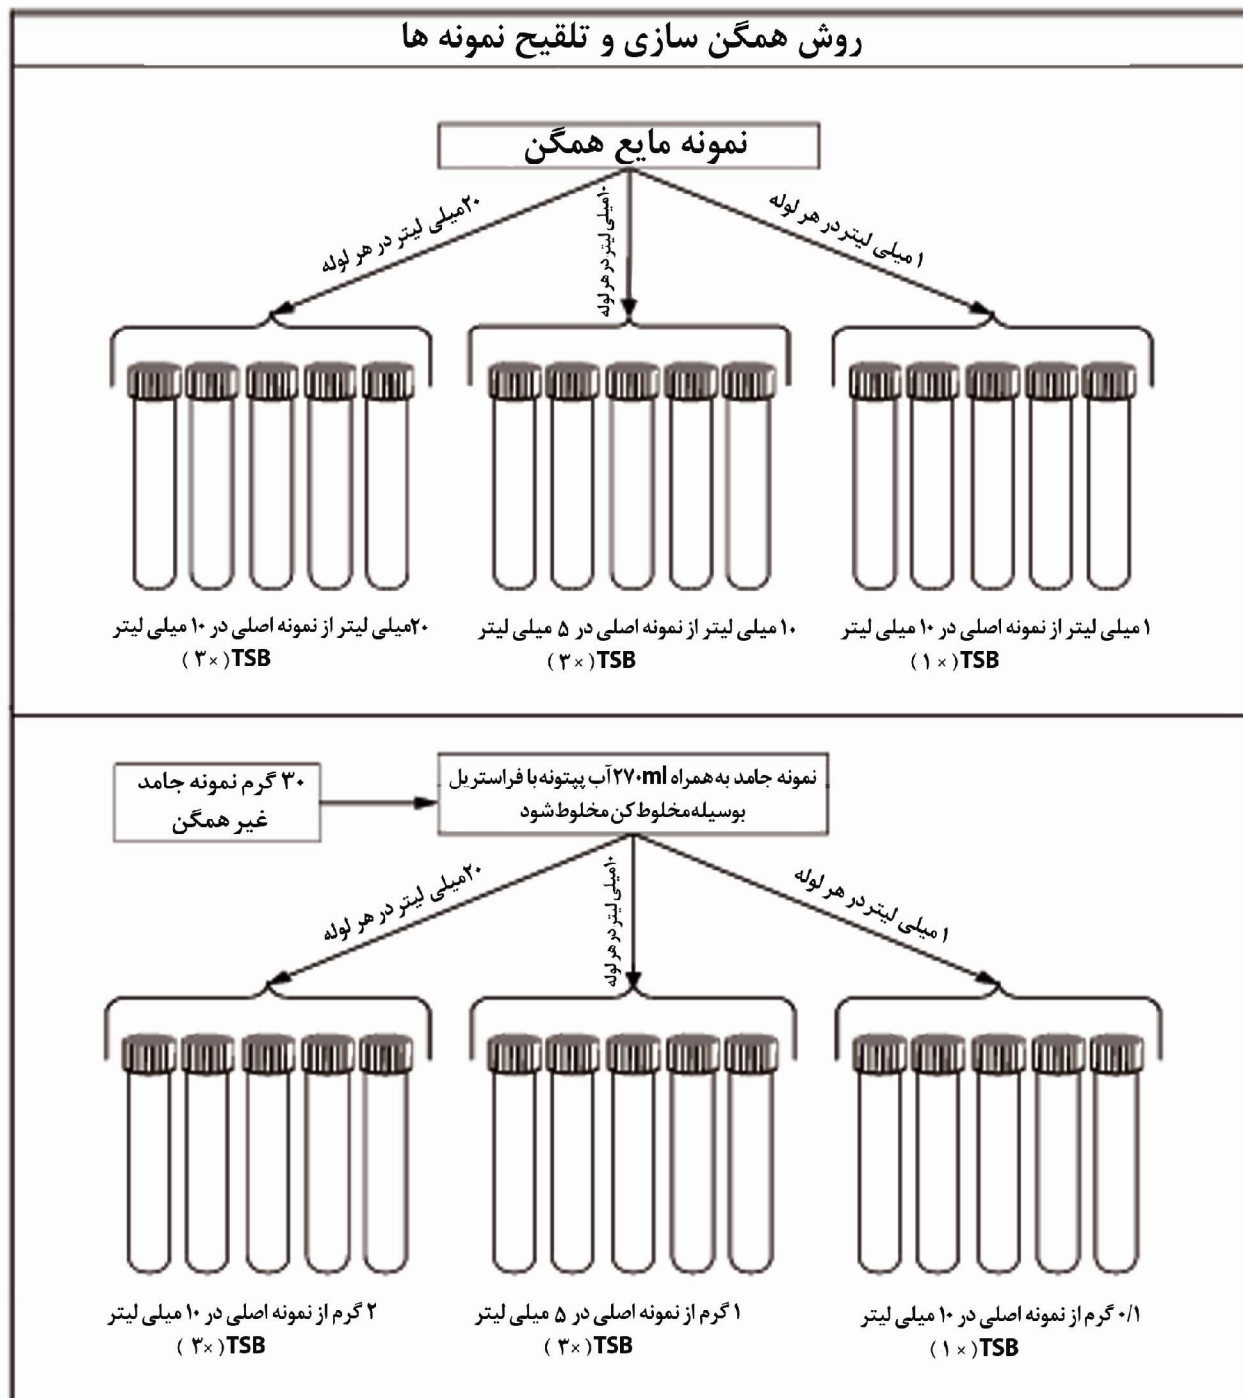 روش همگن سازی و تلقیح نمونه ها
نمونه مایع همگن
۱ میلی لیتر در هر لوله
۱۰میلی لیتر در هر لوله
۲۰میلی لیتر در هر لوله
۱ میلی لیتر از نمونه اصلی در ۱۰ میلی لیتر
TSB ( ۱ × )
۱۰ میلی لیتر از نمونه اصلی در ۵ میلی لیتر
TSB ( ۳ × )
۲۰میلی لیتر از نمونه اصلی در ۱۰ میلی لیتر
TSB ( ۳ × )
۳۰ گرم نمونه جامد
غیر همگن
نمونه جامد به همراه ۲۷۰ml آب پپتونه با فراستریل
بوسیله مخلوط کن مخلوط شود
۱ میلی لیتر در هر لوله
۱۰میلی لیتر در هر لوله
۲۰میلی لیتر در هر لوله
۰/۱ گرم از نمونه اصلی در ۱۰ میلی لیتر
TSB ( ۱ × )
۱ گرم از نمونه اصلی در ۵ میلی لیتر
TSB ( ۳× )
۲ گرم از نمونه اصلی در ۱۰ میلی لیتر
TSB ( ۳× )